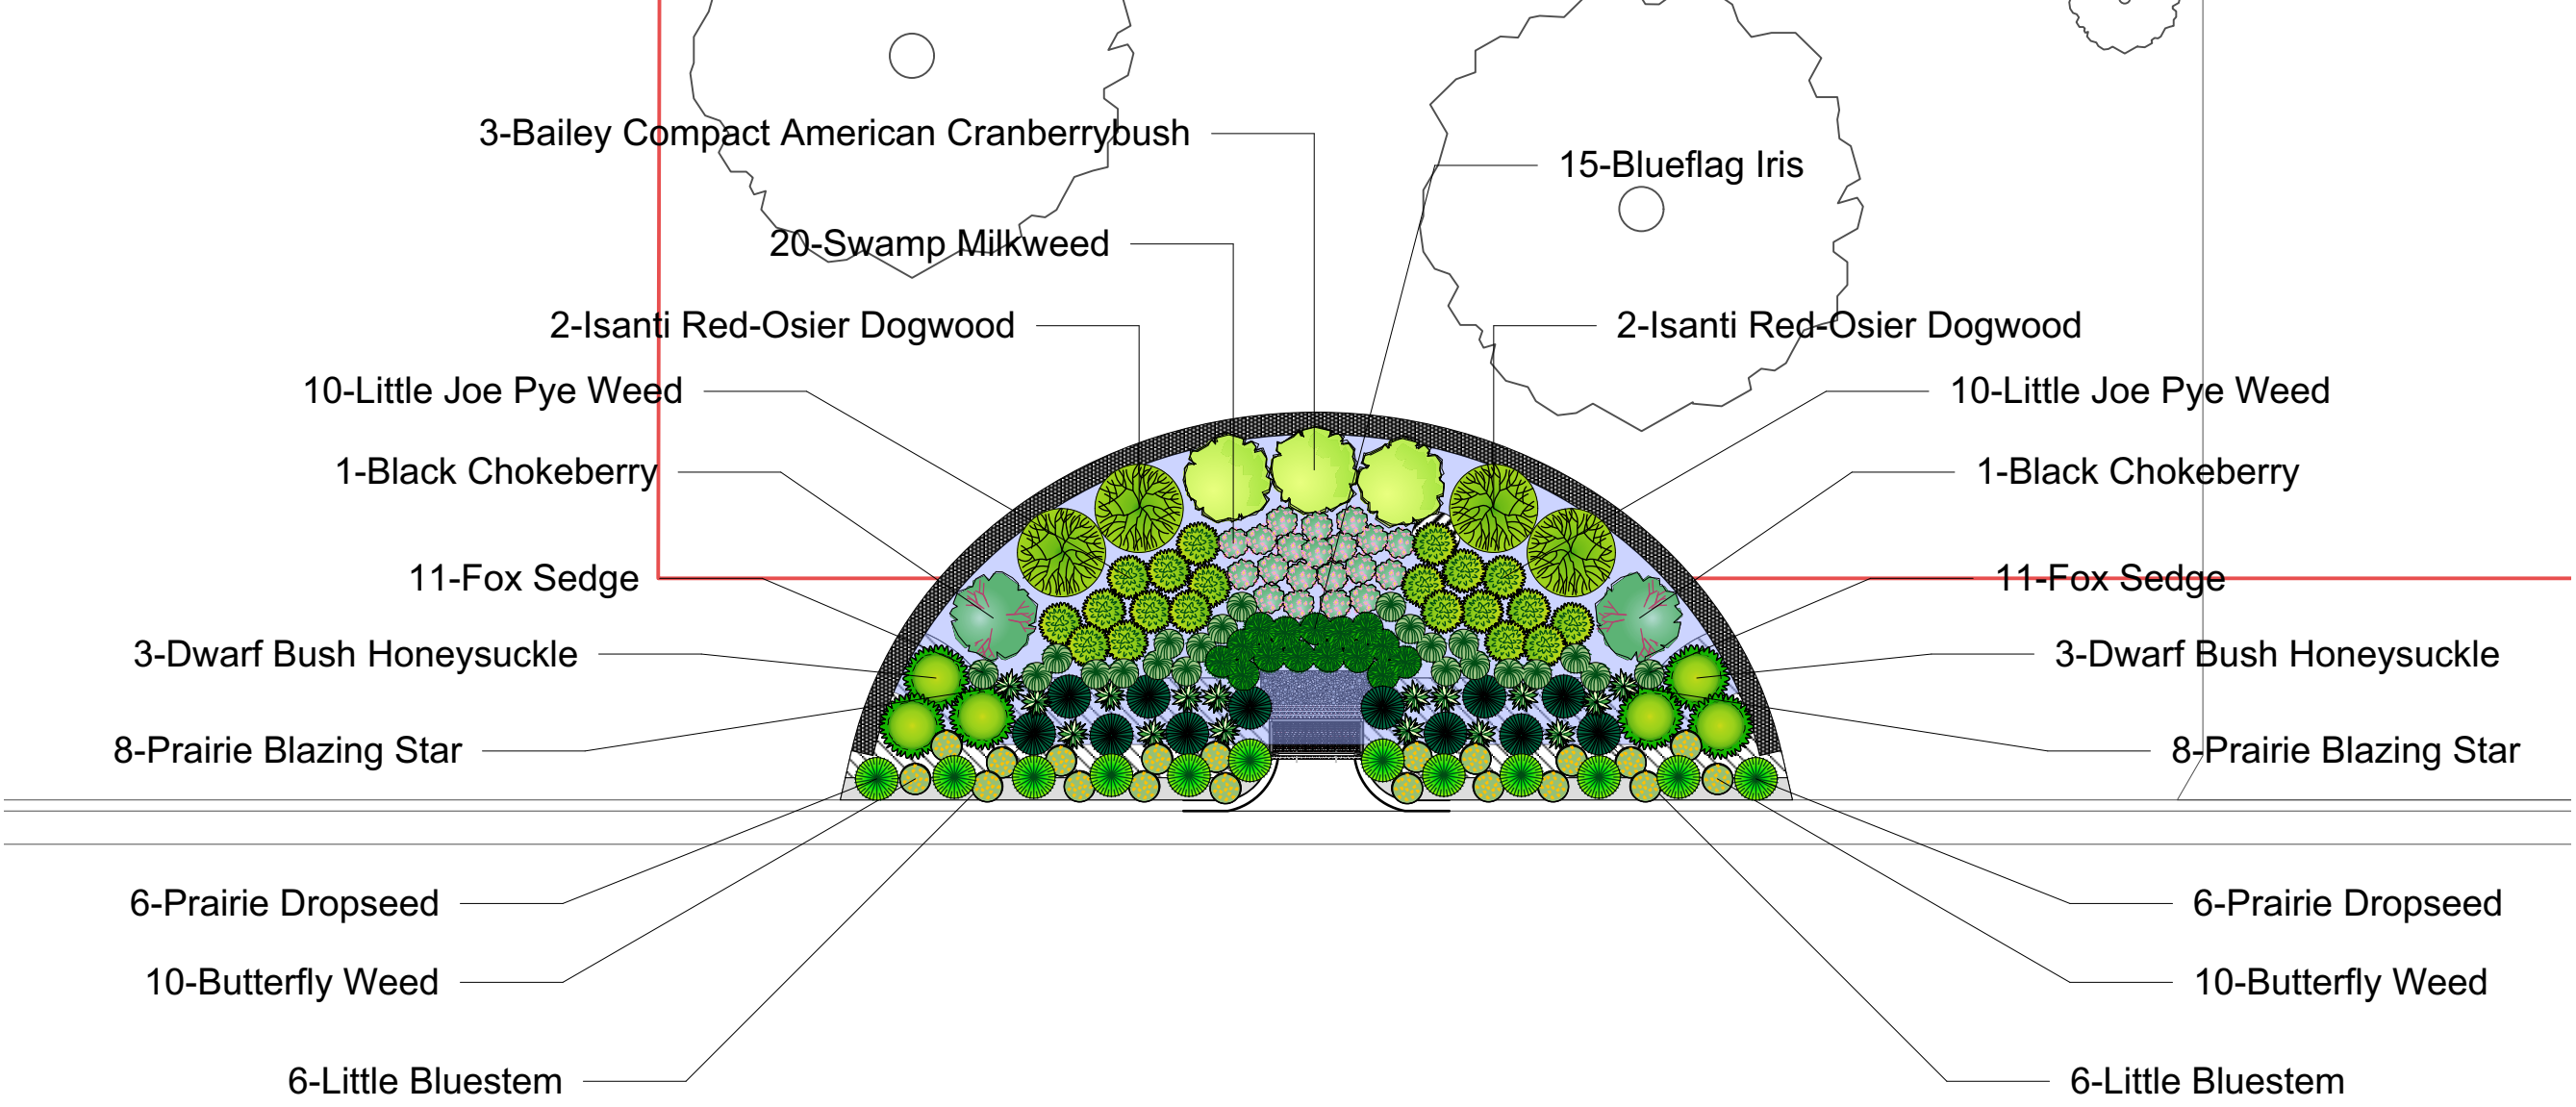 3-Bailey Compact American Cranberrybush
15-Blueflag Iris
20-Swamp Milkweed
2-Isanti Red-Osier Dogwood
2-Isanti Red-Osier Dogwood
10-Little Joe Pye Weed
10-Little Joe Pye Weed
1-Black Chokeberry
1-Black Chokeberry
11-Fox Sedge
11-Fox Sedge
3-Dwarf Bush Honeysuckle
3-Dwarf Bush Honeysuckle
8-Prairie Blazing Star
8-Prairie Blazing Star
6-Prairie Dropseed
6-Prairie Dropseed
10-Butterfly Weed
10-Butterfly Weed
6-Little Bluestem
6-Little Bluestem